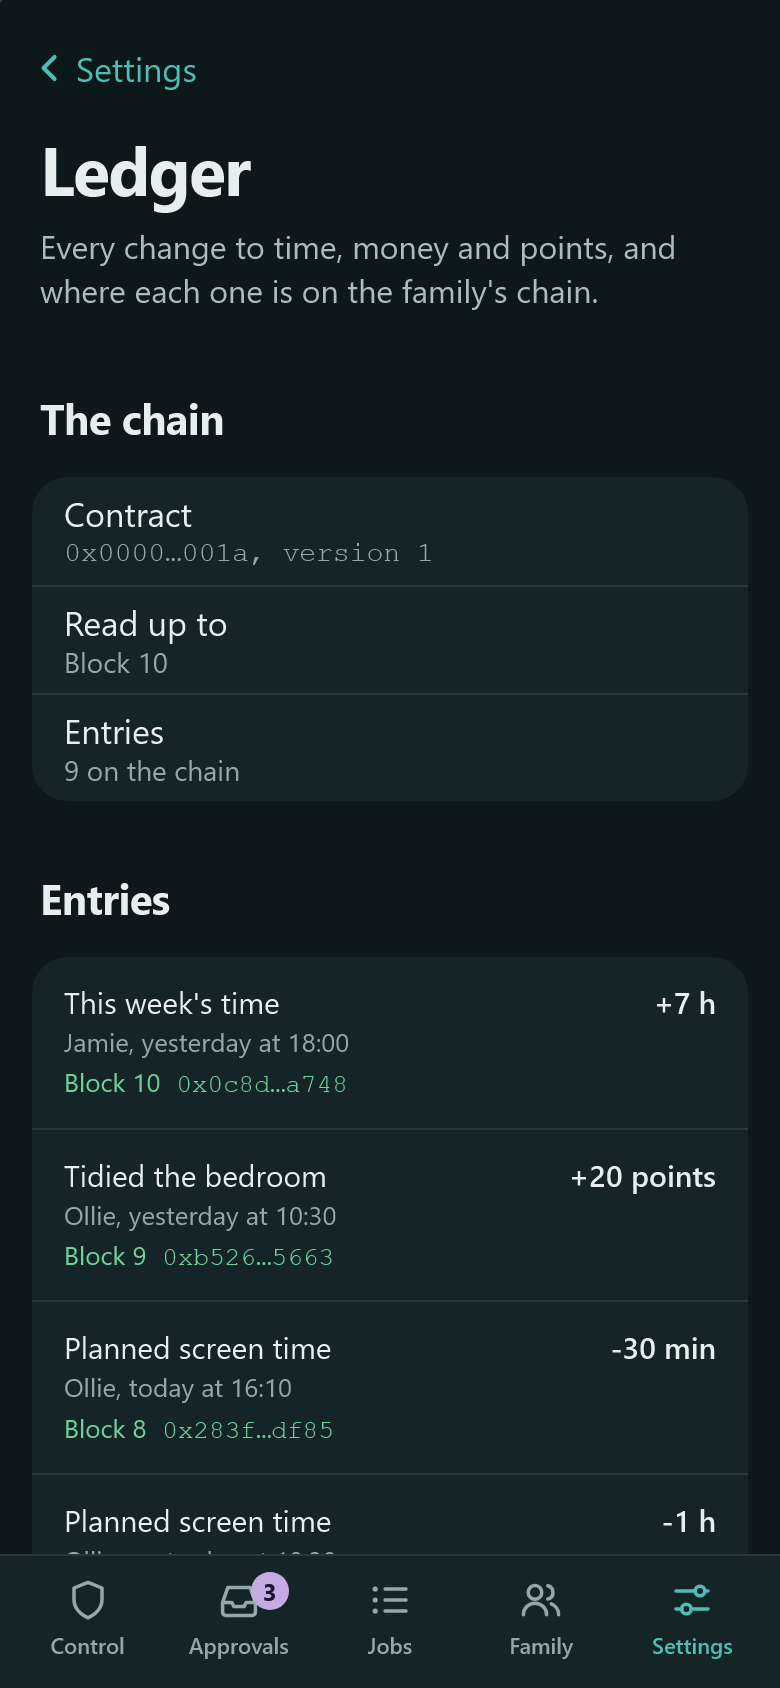 Settings
Ledger
Every change to time, money and points, and
where each one is on the family's chain.
The chain
Contract
0x0000…001a, version 1
Read up to
Block 10
Entries
9 on the chain
Entries
This week's time +7 h
Jamie, yesterday at 18:00
Block 10 0x0c8d…a748
Tidied the bedroom +20 points
Ollie, yesterday at 10:30
Block 9 0xb526…5663
Planned screen time -30 min
Ollie, today at 16:10
Block 8 0x283f…df85
Planned screen time -1 h
3
Control Approvals Jobs Family Settings